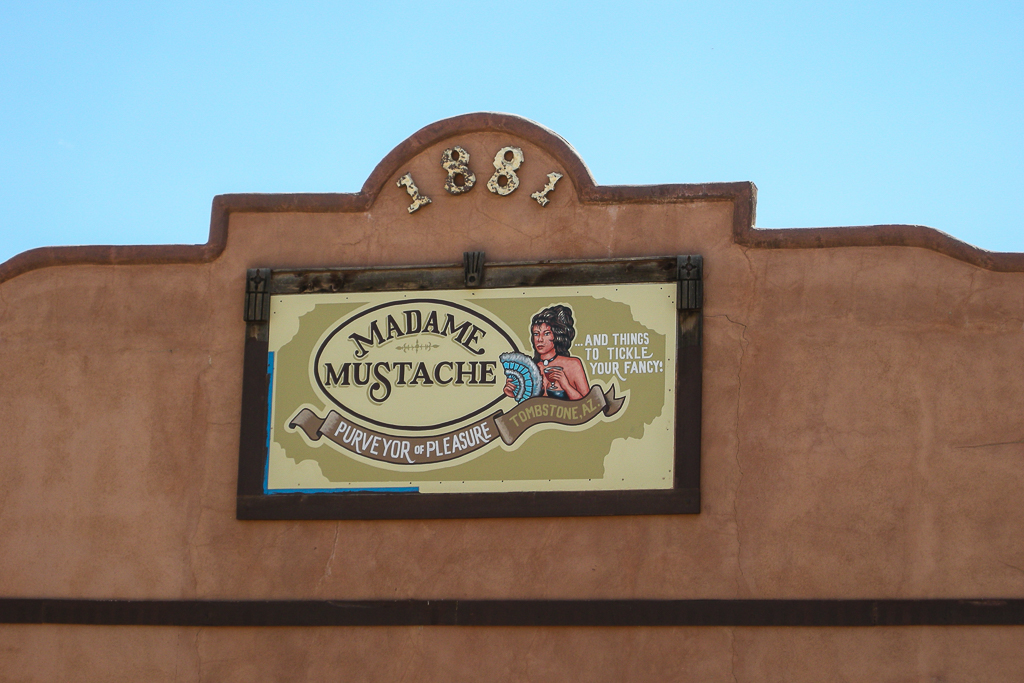 1881
MADAME
MUSTACHE
PURVEYOR OF PLEASURE
TOMBSTONE, AZ.
...AND THINGS
TO TICKLE
YOUR FANCY!